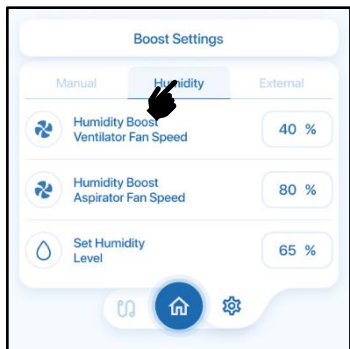 Boost Settings
Manual Humidity External
Humidity Boost
Ventilator Fan Speed
40 %
Humidity Boost
Aspirator Fan Speed
80 %
Set Humidity
Level
65 %